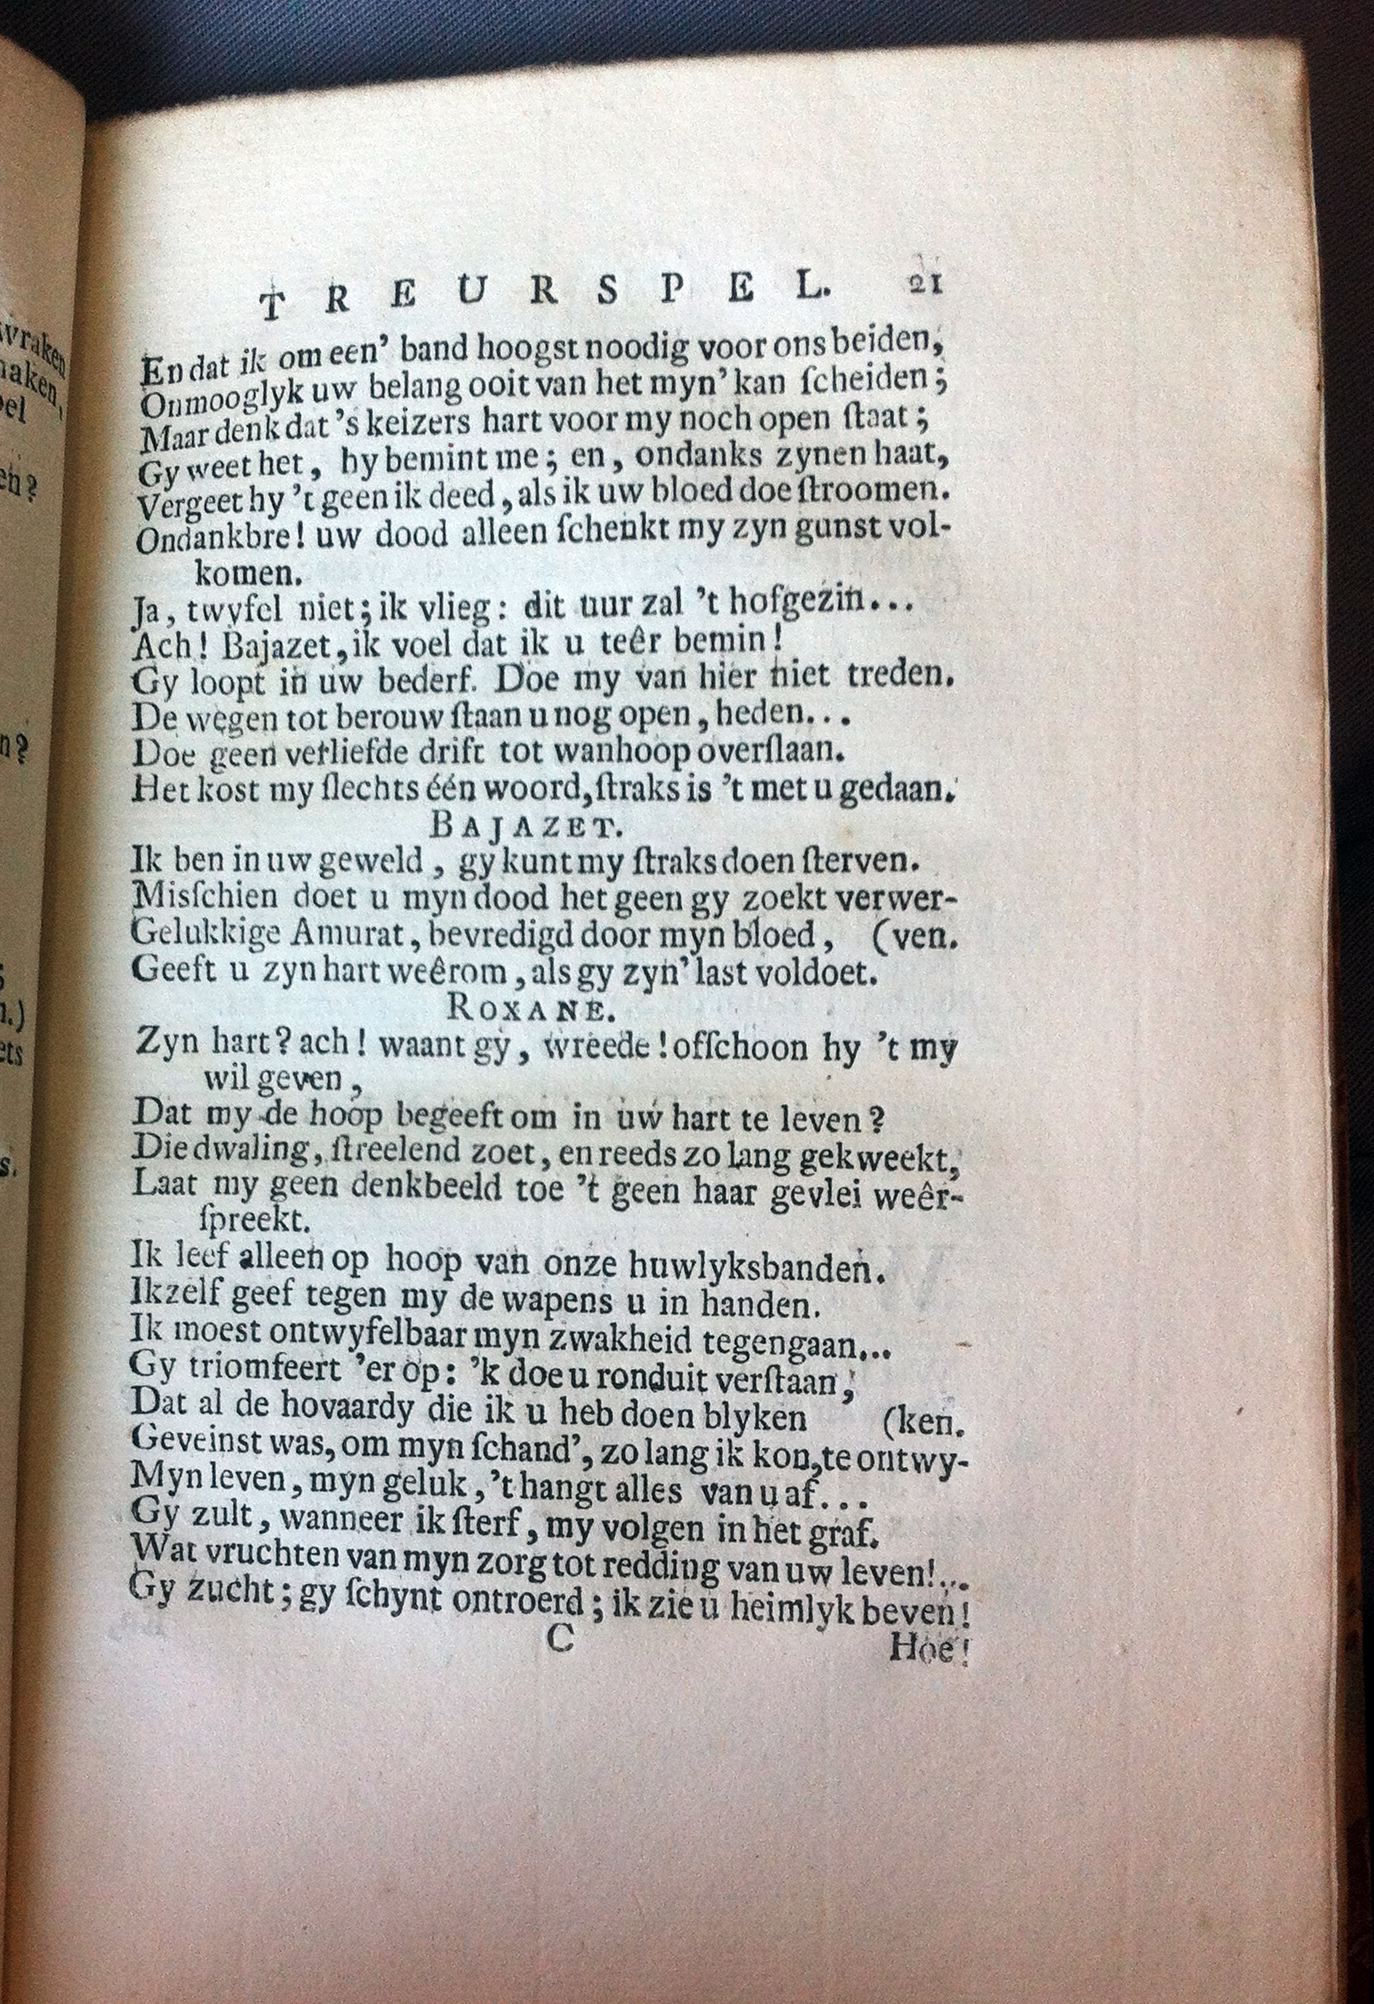 TREURSPEL. 21
En dat ik om een' band hoogst noodig voor ons beiden,
Onmooglyk uw belang ooit van het myn' kan ſcheiden;
Maar denk dat 's keizers hart voor my noch open ſtaat;
Gy weet het, hy bemint me; en, ondanks zynen haat,
Vergeet hy 't geen ik deed, als ik uw bloed doe ſtroomen.
Ondankbre! uw dood alleen ſchenkt my zyn gunst vol-
komen.
Ja, twyfel niet; ik vlieg: dit uur zal 't hofgezin...
Ach! Bajazet, ik voel dat ik u teêr bemin!
Gy loopt in uw bederf. Doe my van hier niet treden.
De wegen tot berouw ſtaan u nog open, heden...
Doe geen verliefde drift tot wanhoop overſlaan.
Het kost my ſlechts één woord, ſtraks is 't met u gedaan.
BAJAZET.
Ik ben in uw geweld, gy kunt my ſtraks doen ſterven.
Misſchien doet u myn dood het geen gy zoekt verwer-
Gelukkige Amurat, bevredigd door myn bloed, (ven.
Geeft u zyn hart weêrom, als gy zyn' last voldoet.
ROXANE.
Zyn hart? ach! waant gy, wreede! ofſchoon hy 't my
wil geven,
Dat my de hoop begeeft om in uw hart te leven?
Die dwaling, ſtreelend zoet, en reeds zo lang gekweekt,
Laat my geen denkbeeld toe 't geen haar gevlei weêr-
ſpreekt.
Ik leef alleen op hoop van onze huwlyksbanden.
Ik zelf geef tegen my de wapens u in handen.
Ik moest ontwyfelbaar myn zwakheid tegengaan...
Gy triomfeert 'er op: 'k doe u ronduit verſtaan,
Dat al de hovaardy die ik u heb doen blyken (ken.
Geveinst was, om myn ſchand', zo lang ik kon, te ontwy-
Myn leven, myn geluk, 't hangt alles van u af...
Gy zult, wanneer ik ſterf, my volgen in het graf.
Wat vruchten van myn zorg tot redding van uw leven!...
Gy zucht; gy ſchynt ontroerd; ik zie u heimlyk beven!
C Hoe!